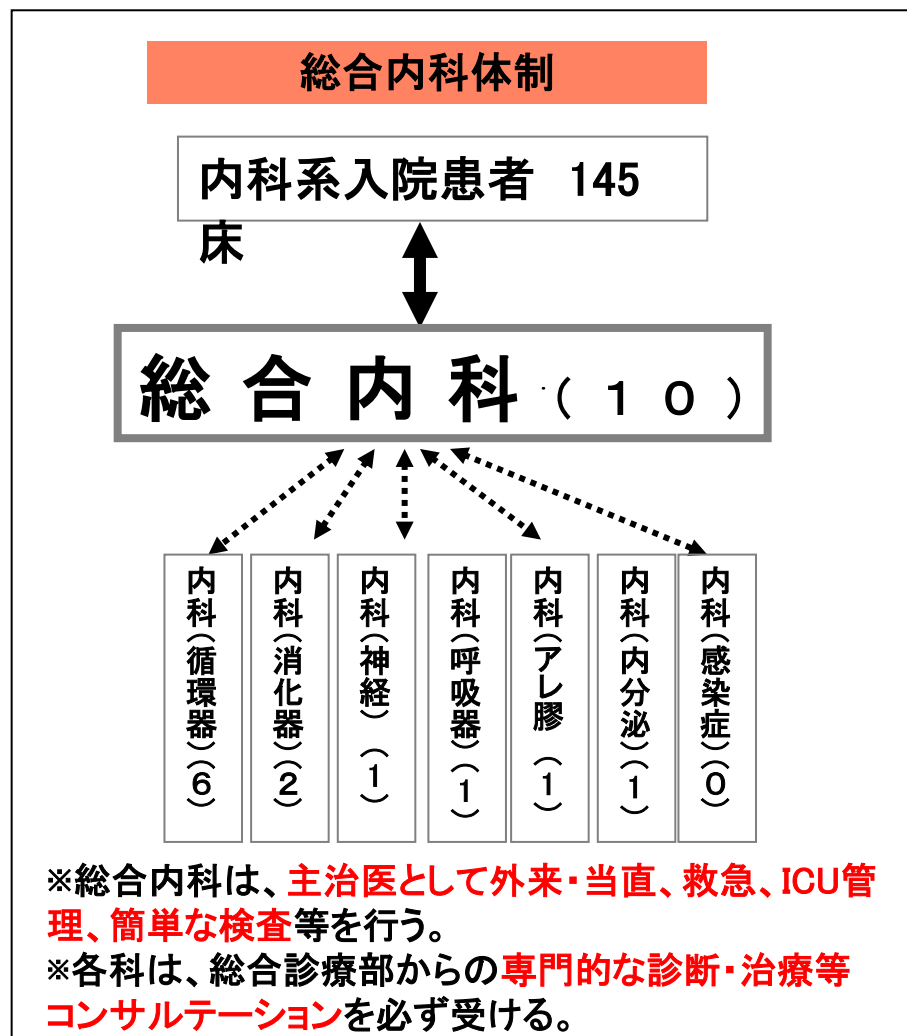 総合内科体制
内科系入院患者 145
床
総合内科（１０）
内科(循環器)(６)
内科(消化器)(２)
内科(神経) (１)
内科(呼吸器)(１)
内科(アレ膠 (１)
内科(内分泌)(１)
内科(感染症)(０)
※総合内科は、主治医として外来・当直、救急、ICU管
理、簡単な検査等を行う。
※各科は、総合診療部からの専門的な診断・治療等
コンサルテーションを必ず受ける。